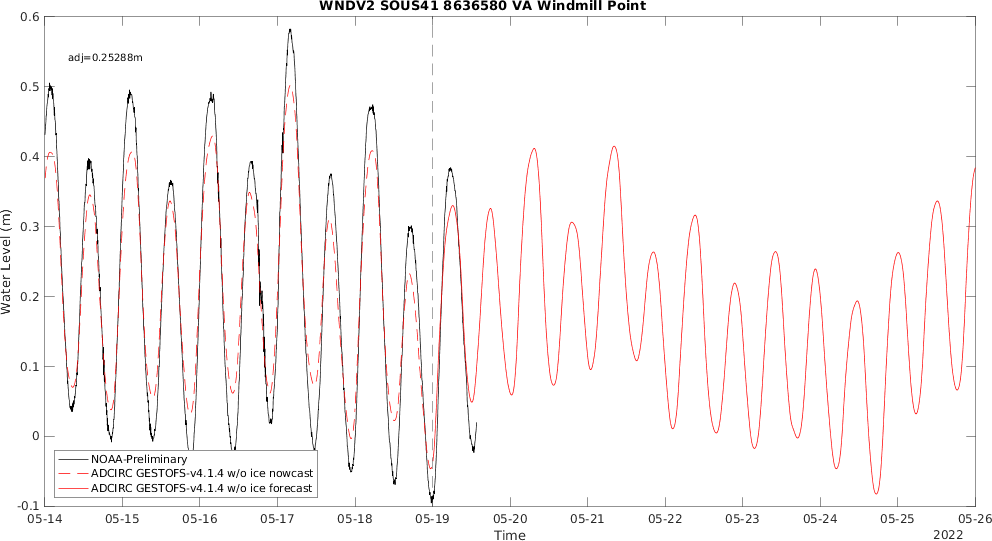 WNDV2 SOUS41 8636580 VA Windmill Point
adj=0.25288m
Water Level (m)
0.6
0.5
0.4
0.3
0.2
0.1
0
-0.1
NOAA-Preliminary
ADCIRC GESTOFS-v4.1.4 w/o ice nowcast
ADCIRC GESTOFS-v4.1.4 w/o ice forecast
05-14 05-15 05-16 05-17 05-18 05-19 05-20 05-21 05-22 05-23 05-24 05-25 05-26
Time
2022